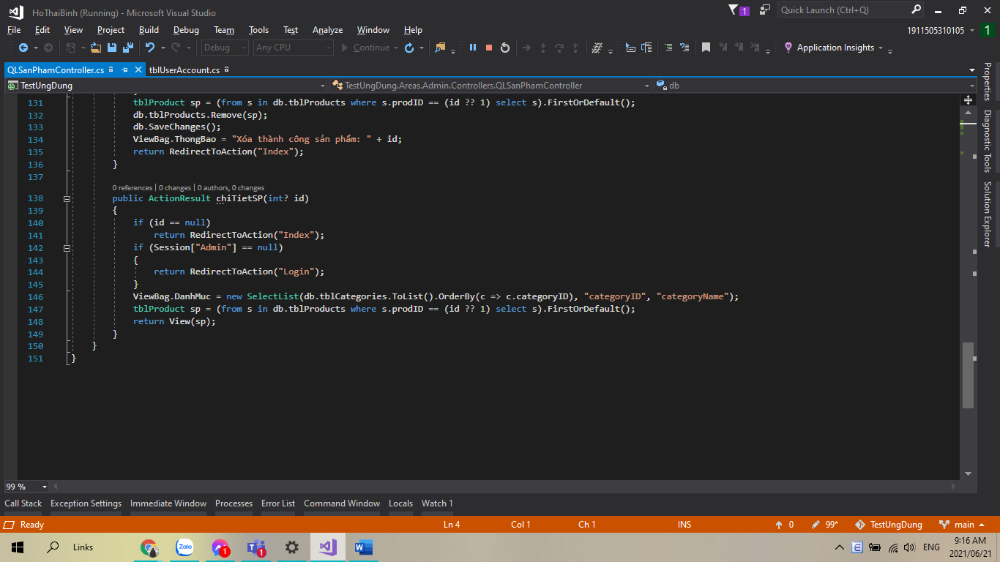 HoThaiBinh (Running) - Microsoft Visual Studio
1
Quick Launch (Ctrl+Q)
File Edit View Project Build Debug Team Tools Test Analyze Window Help
1911505310105
1
Debug
Any CPU
Continue
Application Insights
QLSanPhamController.cs
tblUserAccount.cs
TestUngDung
TestUngDung.Areas.Admin.Controllers.QLSanPhamController
db
131 tblProduct sp = (from s in db.tblProducts where s.prodID == (id ?? 1) select s).FirstOrDefault();
132 db.tblProducts.Remove(sp);
133 db.SaveChanges();
134 ViewBag.ThongBao = "Xóa thành công sản phẩm: " + id;
135 return RedirectToAction("Index");
136 }
137
0 references | 0 changes | 0 authors, 0 changes
138 public ActionResult chiTietSP(int? id)
139 {
140 if (id == null)
141 return RedirectToAction("Index");
142 if (Session["Admin"] == null)
143 {
144 return RedirectToAction("Login");
145 }
146 ViewBag.DanhMuc = new SelectList(db.tblCategories.ToList().OrderBy(c => c.categoryID), "categoryID", "categoryName");
147 tblProduct sp = (from s in db.tblProducts where s.prodID == (id ?? 1) select s).FirstOrDefault();
148 return View(sp);
149 }
150 }
151 }
Properties
Diagnostic Tools
Solution Explorer
99 %
Call Stack Exception Settings Immediate Window Processes Error List Command Window Locals Watch 1
Ready Ln 4 Col 1 Ch 1 INS 0 99* TestUngDung main
Links
Zalo
1
1
ENG
9:16 AM
2021/06/21